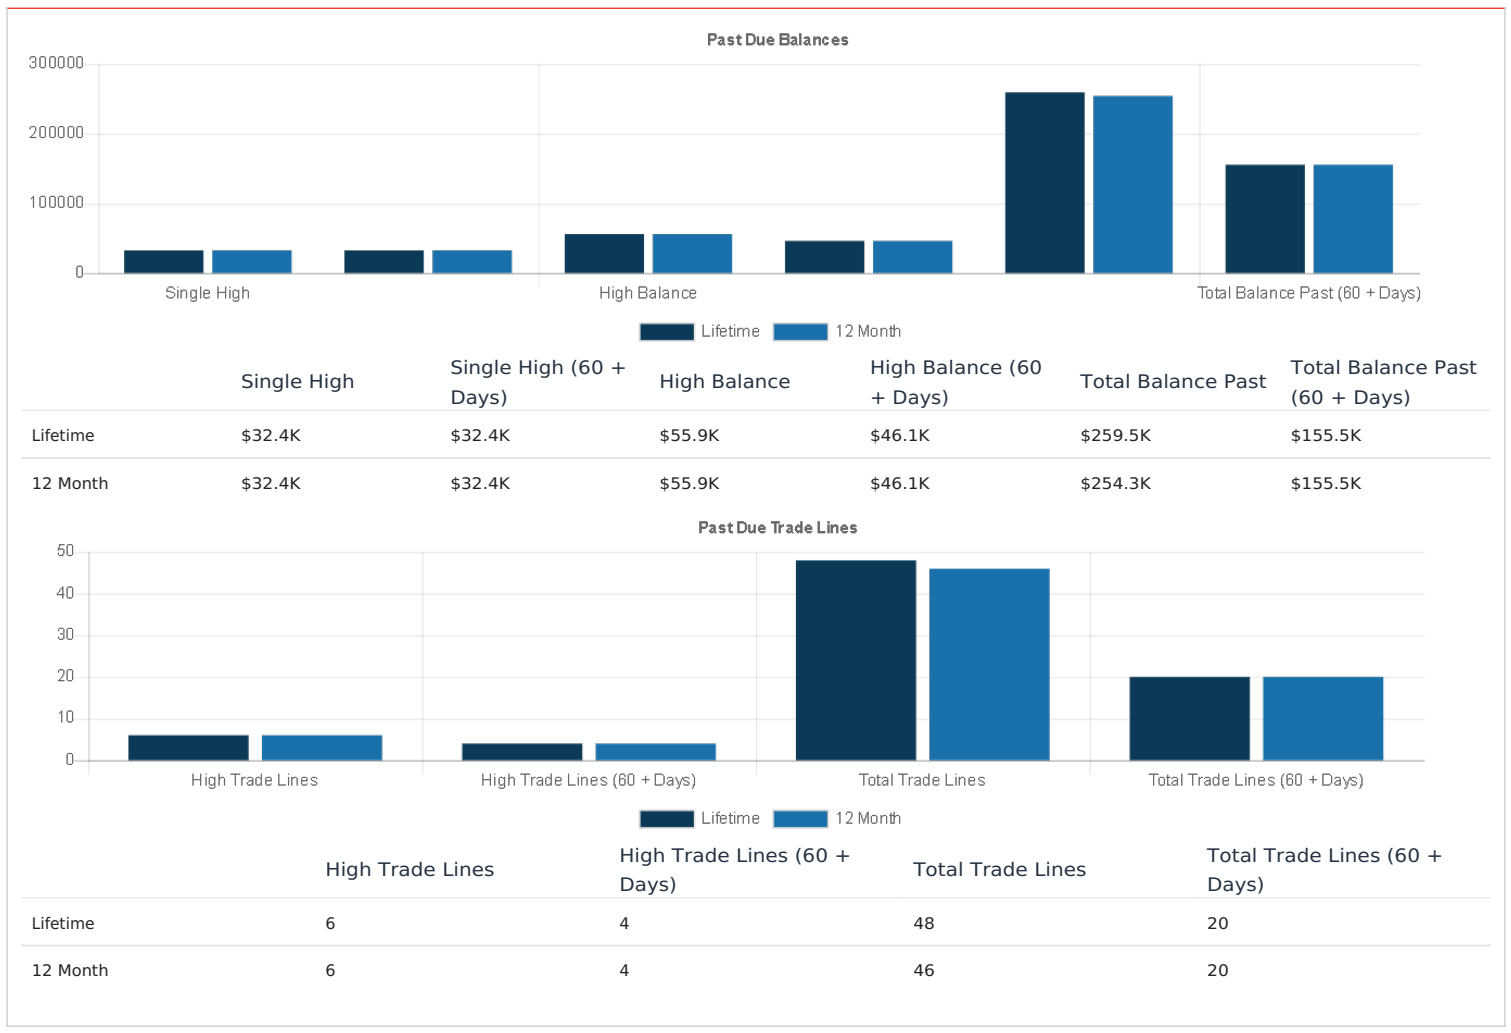 Past Due Balances
300000
200000
100000
0
Single High High Balance Total Balance Past (60 + Days)
Lifetime 12 Month
Single High Single High (60 + Days) High Balance High Balance (60 + Days) Total Balance Past Total Balance Past (60 + Days)
Lifetime $32.4K $32.4K $55.9K $46.1K $259.5K $155.5K
12 Month $32.4K $32.4K $55.9K $46.1K $254.3K $155.5K
Past Due Trade Lines
50
40
30
20
10
0
High Trade Lines High Trade Lines (60 + Days) Total Trade Lines Total Trade Lines (60 + Days)
Lifetime 12 Month
High Trade Lines High Trade Lines (60 + Days) Total Trade Lines Total Trade Lines (60 + Days)
Lifetime 6 4 48 20
12 Month 6 4 46 20